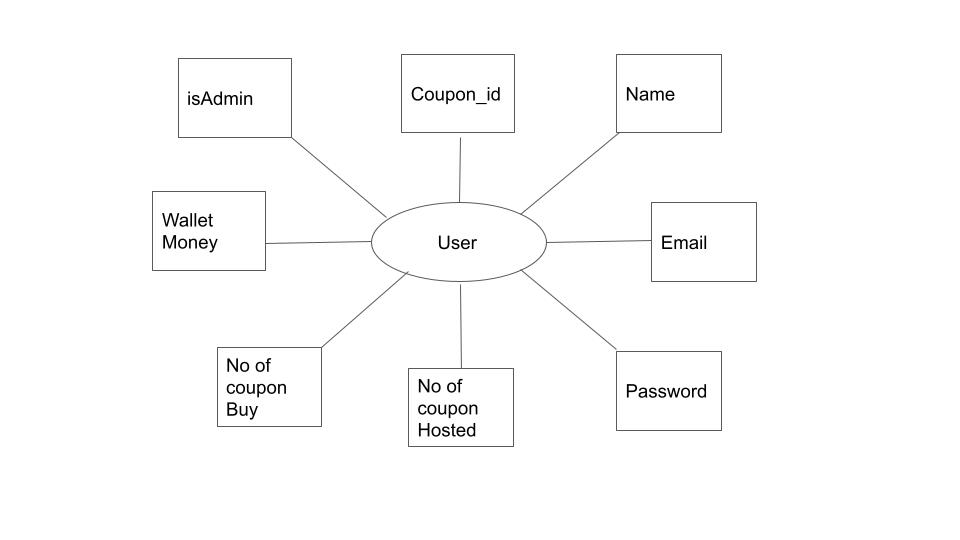 isAdmin
Coupon_id
Name
Wallet
Money
User
Email
No of
coupon
Buy
No of
coupon
Hosted
Password